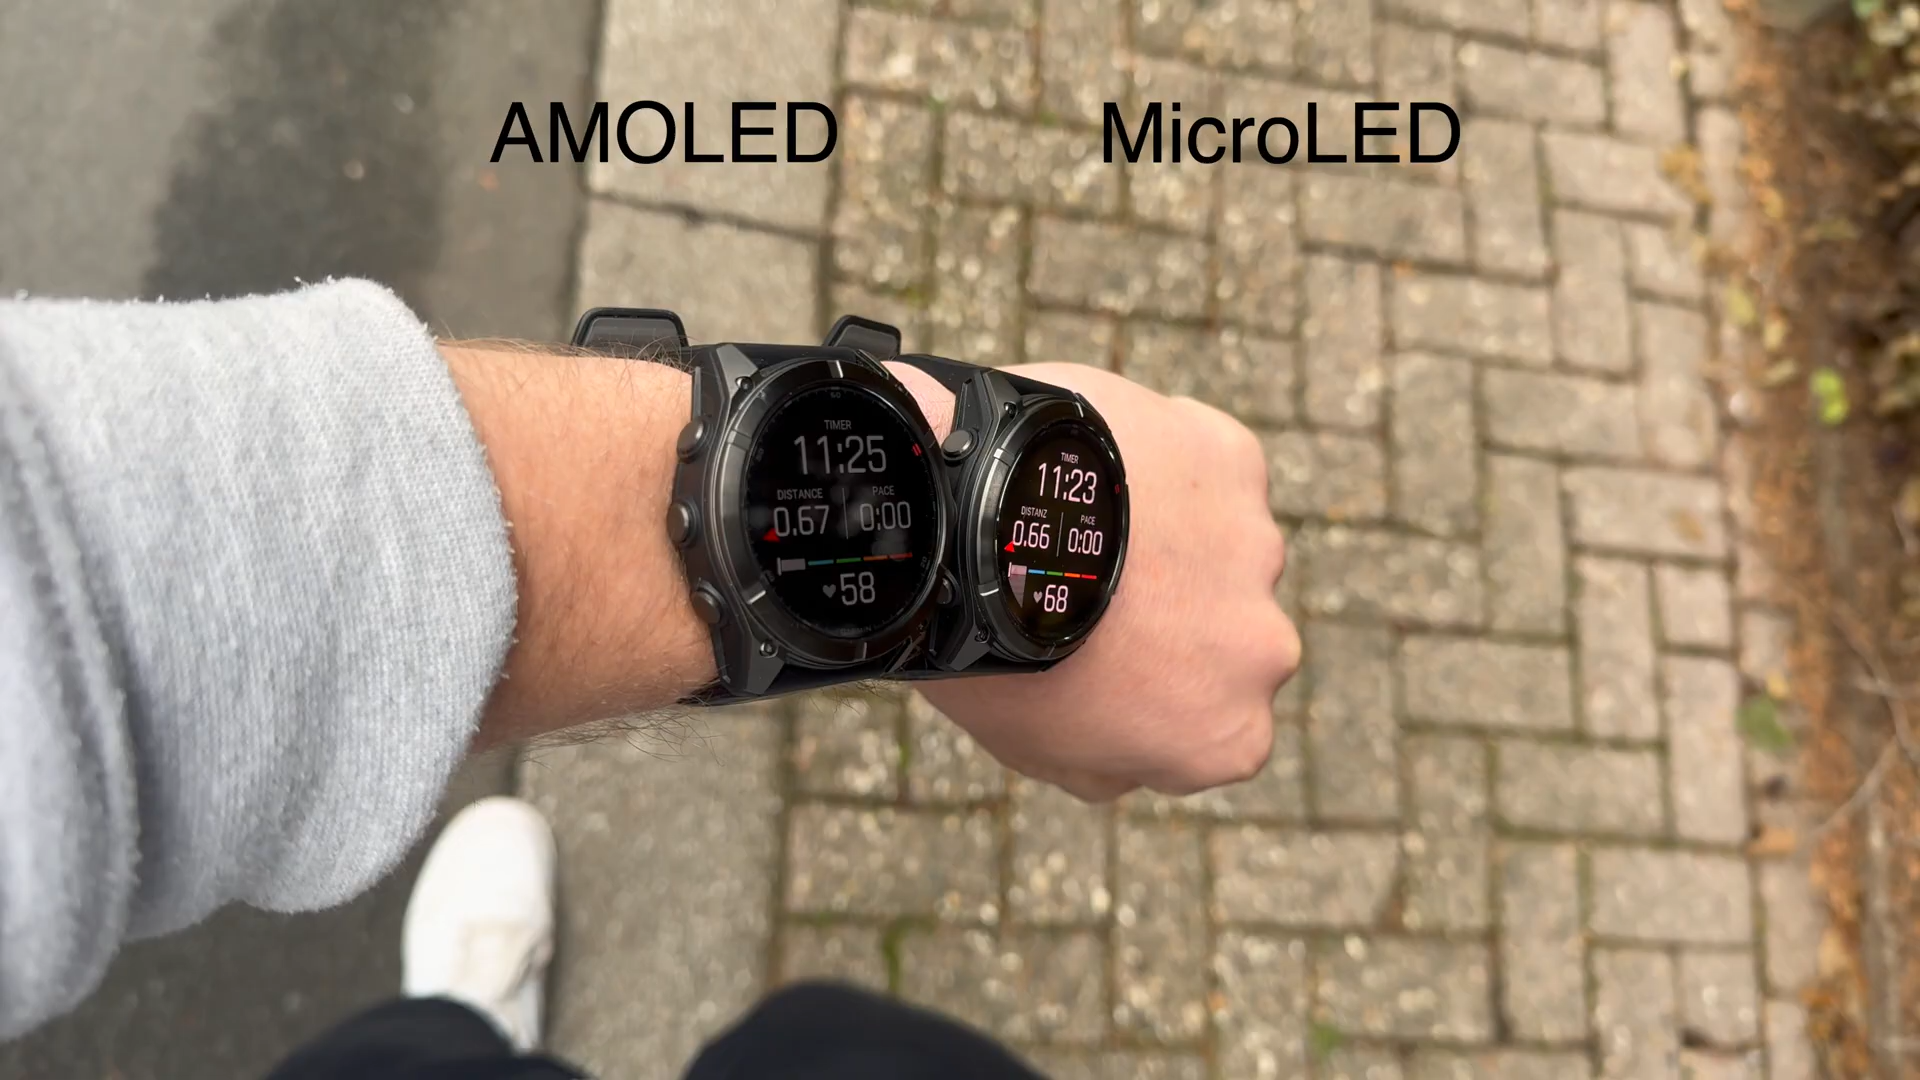 AMOLED
MicroLED
TIMER
11:25
DISTANCE
PACE
0.67
0:00
58
TIMER
11:23
DISTANZ
PACE
0.66
0:00
68